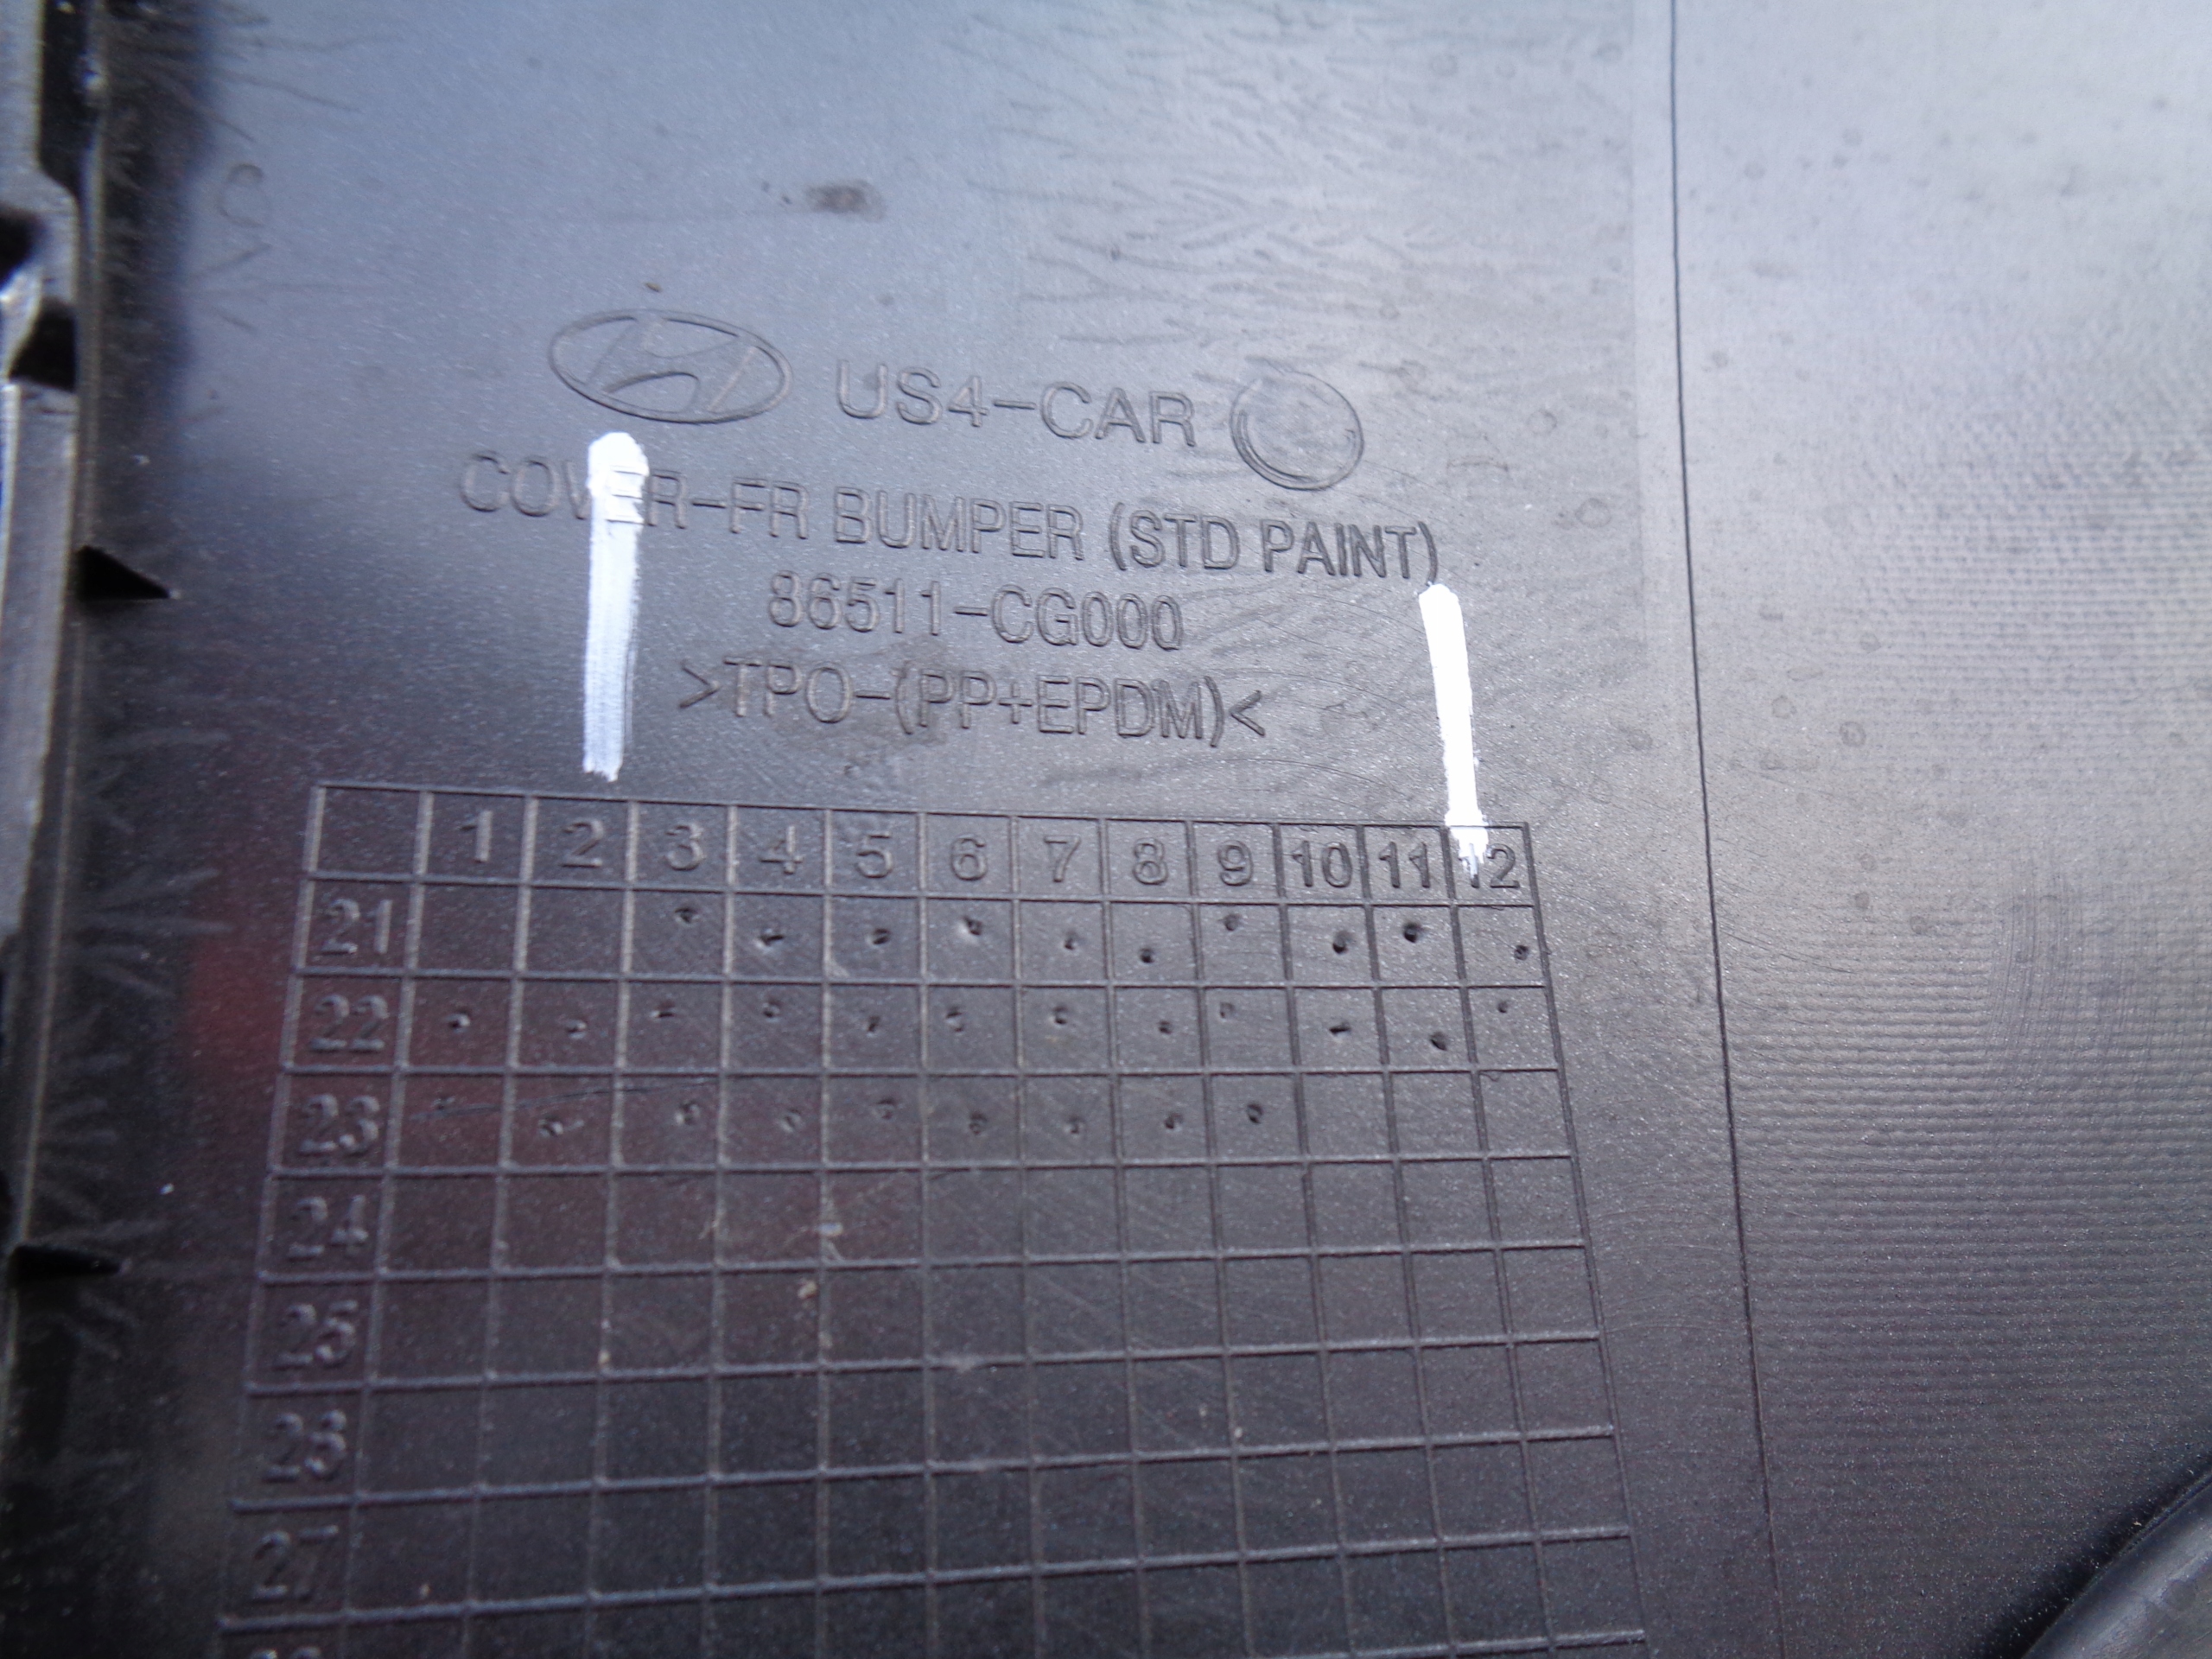 US4-CAR
COVER-FR BUMPER (STD PAINT)
86511-CG000
>TPO-(PP+EPDM)<
1 2 3 4 5 6 7 8 9 10 11 12
21
22
23
24
25
26
27